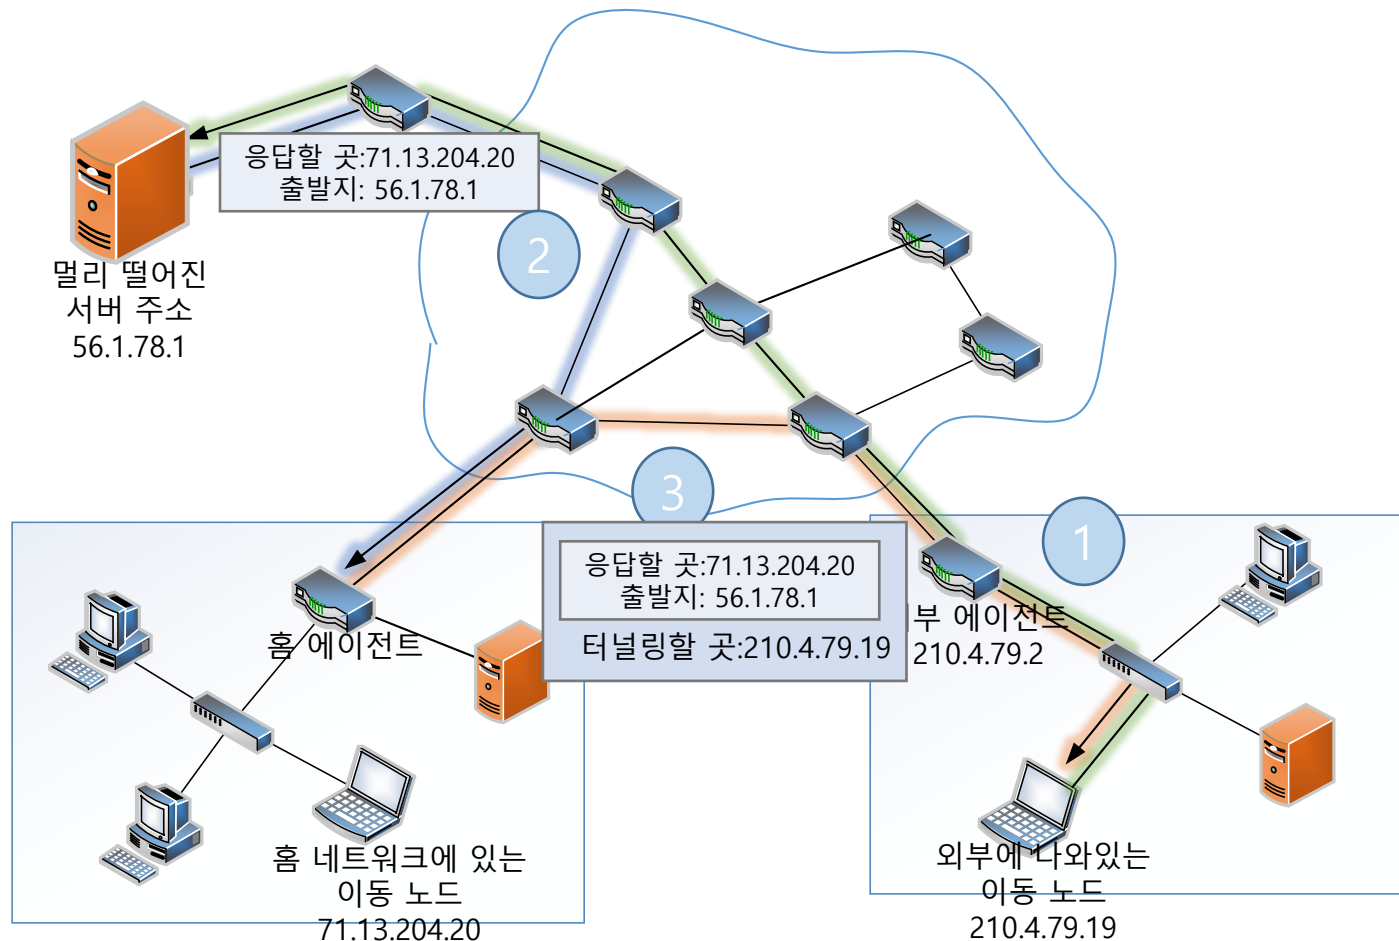 응답할 곳:71.13.204.20
출발지: 56.1.78.1
2
멀리 떨어진
서버 주소
56.1.78.1
3
1
응답할 곳:71.13.204.20
출발지: 56.1.78.1
터널링할 곳:210.4.79.19
홈 에이전트
부 에이전트
210.4.79.2
홈 네트워크에 있는
이동 노드
71.13.204.20
외부에 나와있는
이동 노드
210.4.79.19